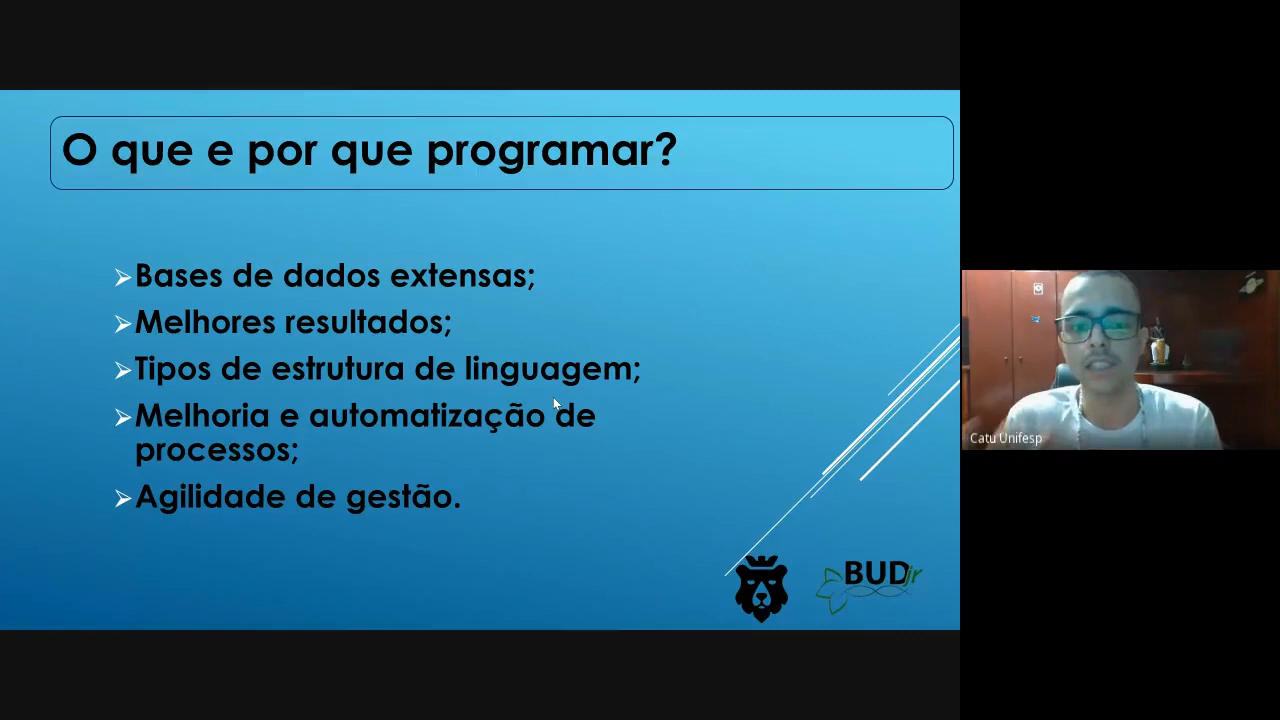 O que e por que programar?
Bases de dados extensas;
Melhores resultados;
Tipos de estrutura de linguagem;
Melhoria e automatização de
processos;
Agilidade de gestão.
BUDjr
Catu Unifesp